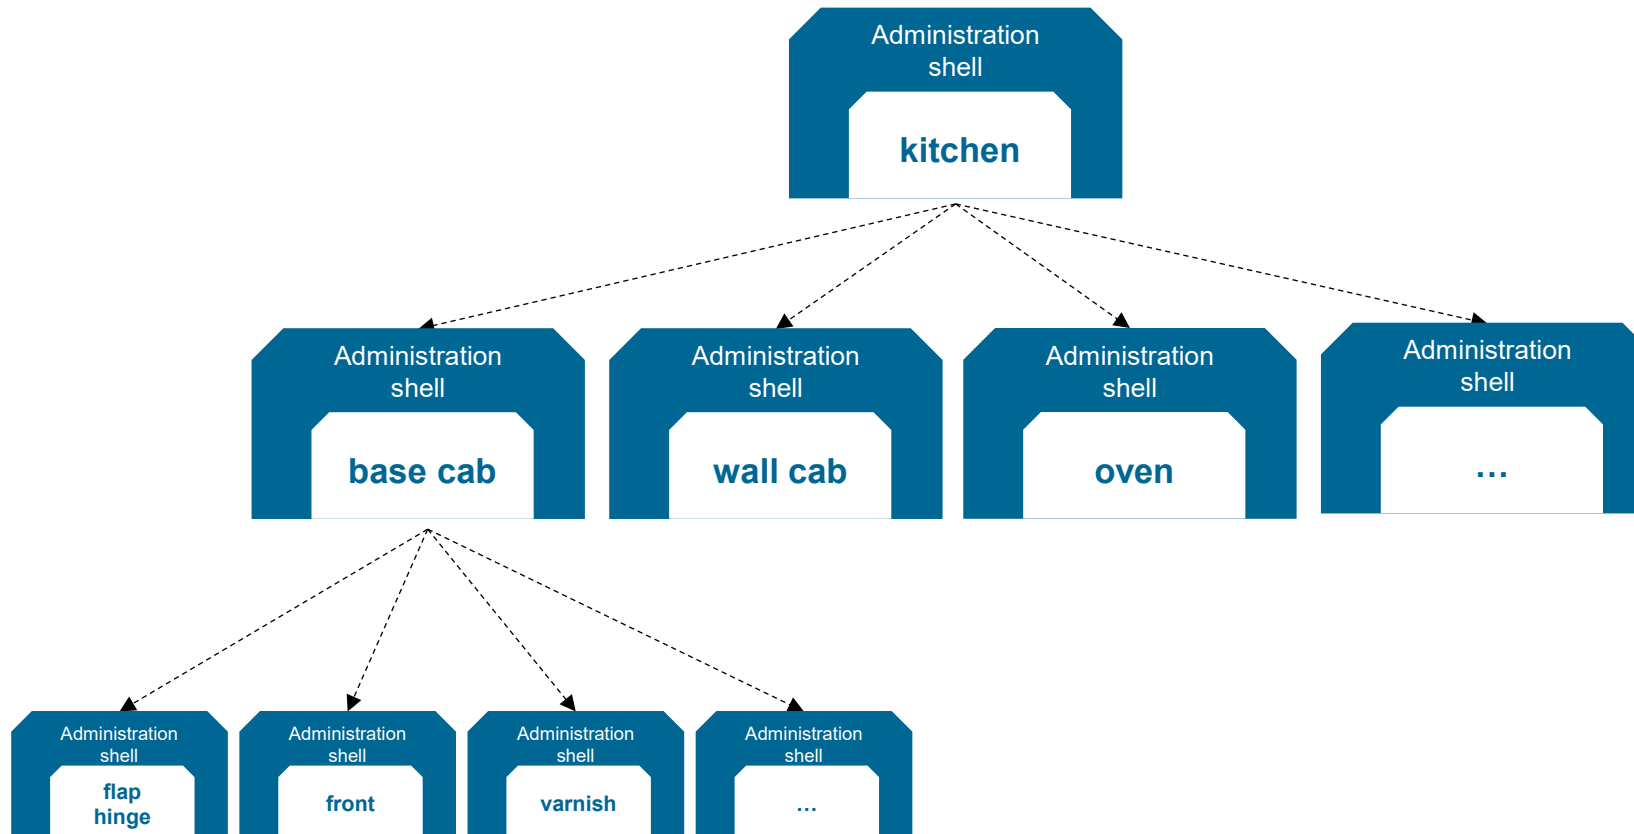 Administration
shell
kitchen
Administration
shell
base cab
Administration
shell
wall cab
Administration
shell
oven
Administration
shell
...
Administration
shell
flap
hinge
Administration
shell
front
Administration
shell
varnish
Administration
shell
...